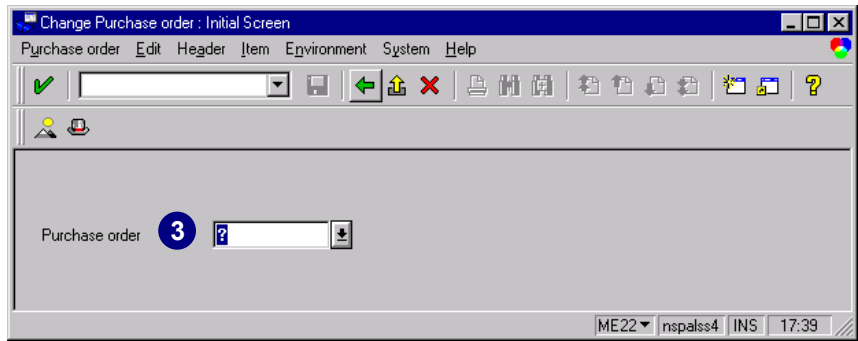 Change Purchase order : Initial Screen
Purchase order Edit Header Item Environment System Help
Purchase order 3 ?
ME22 nspalss4 INS 17:39